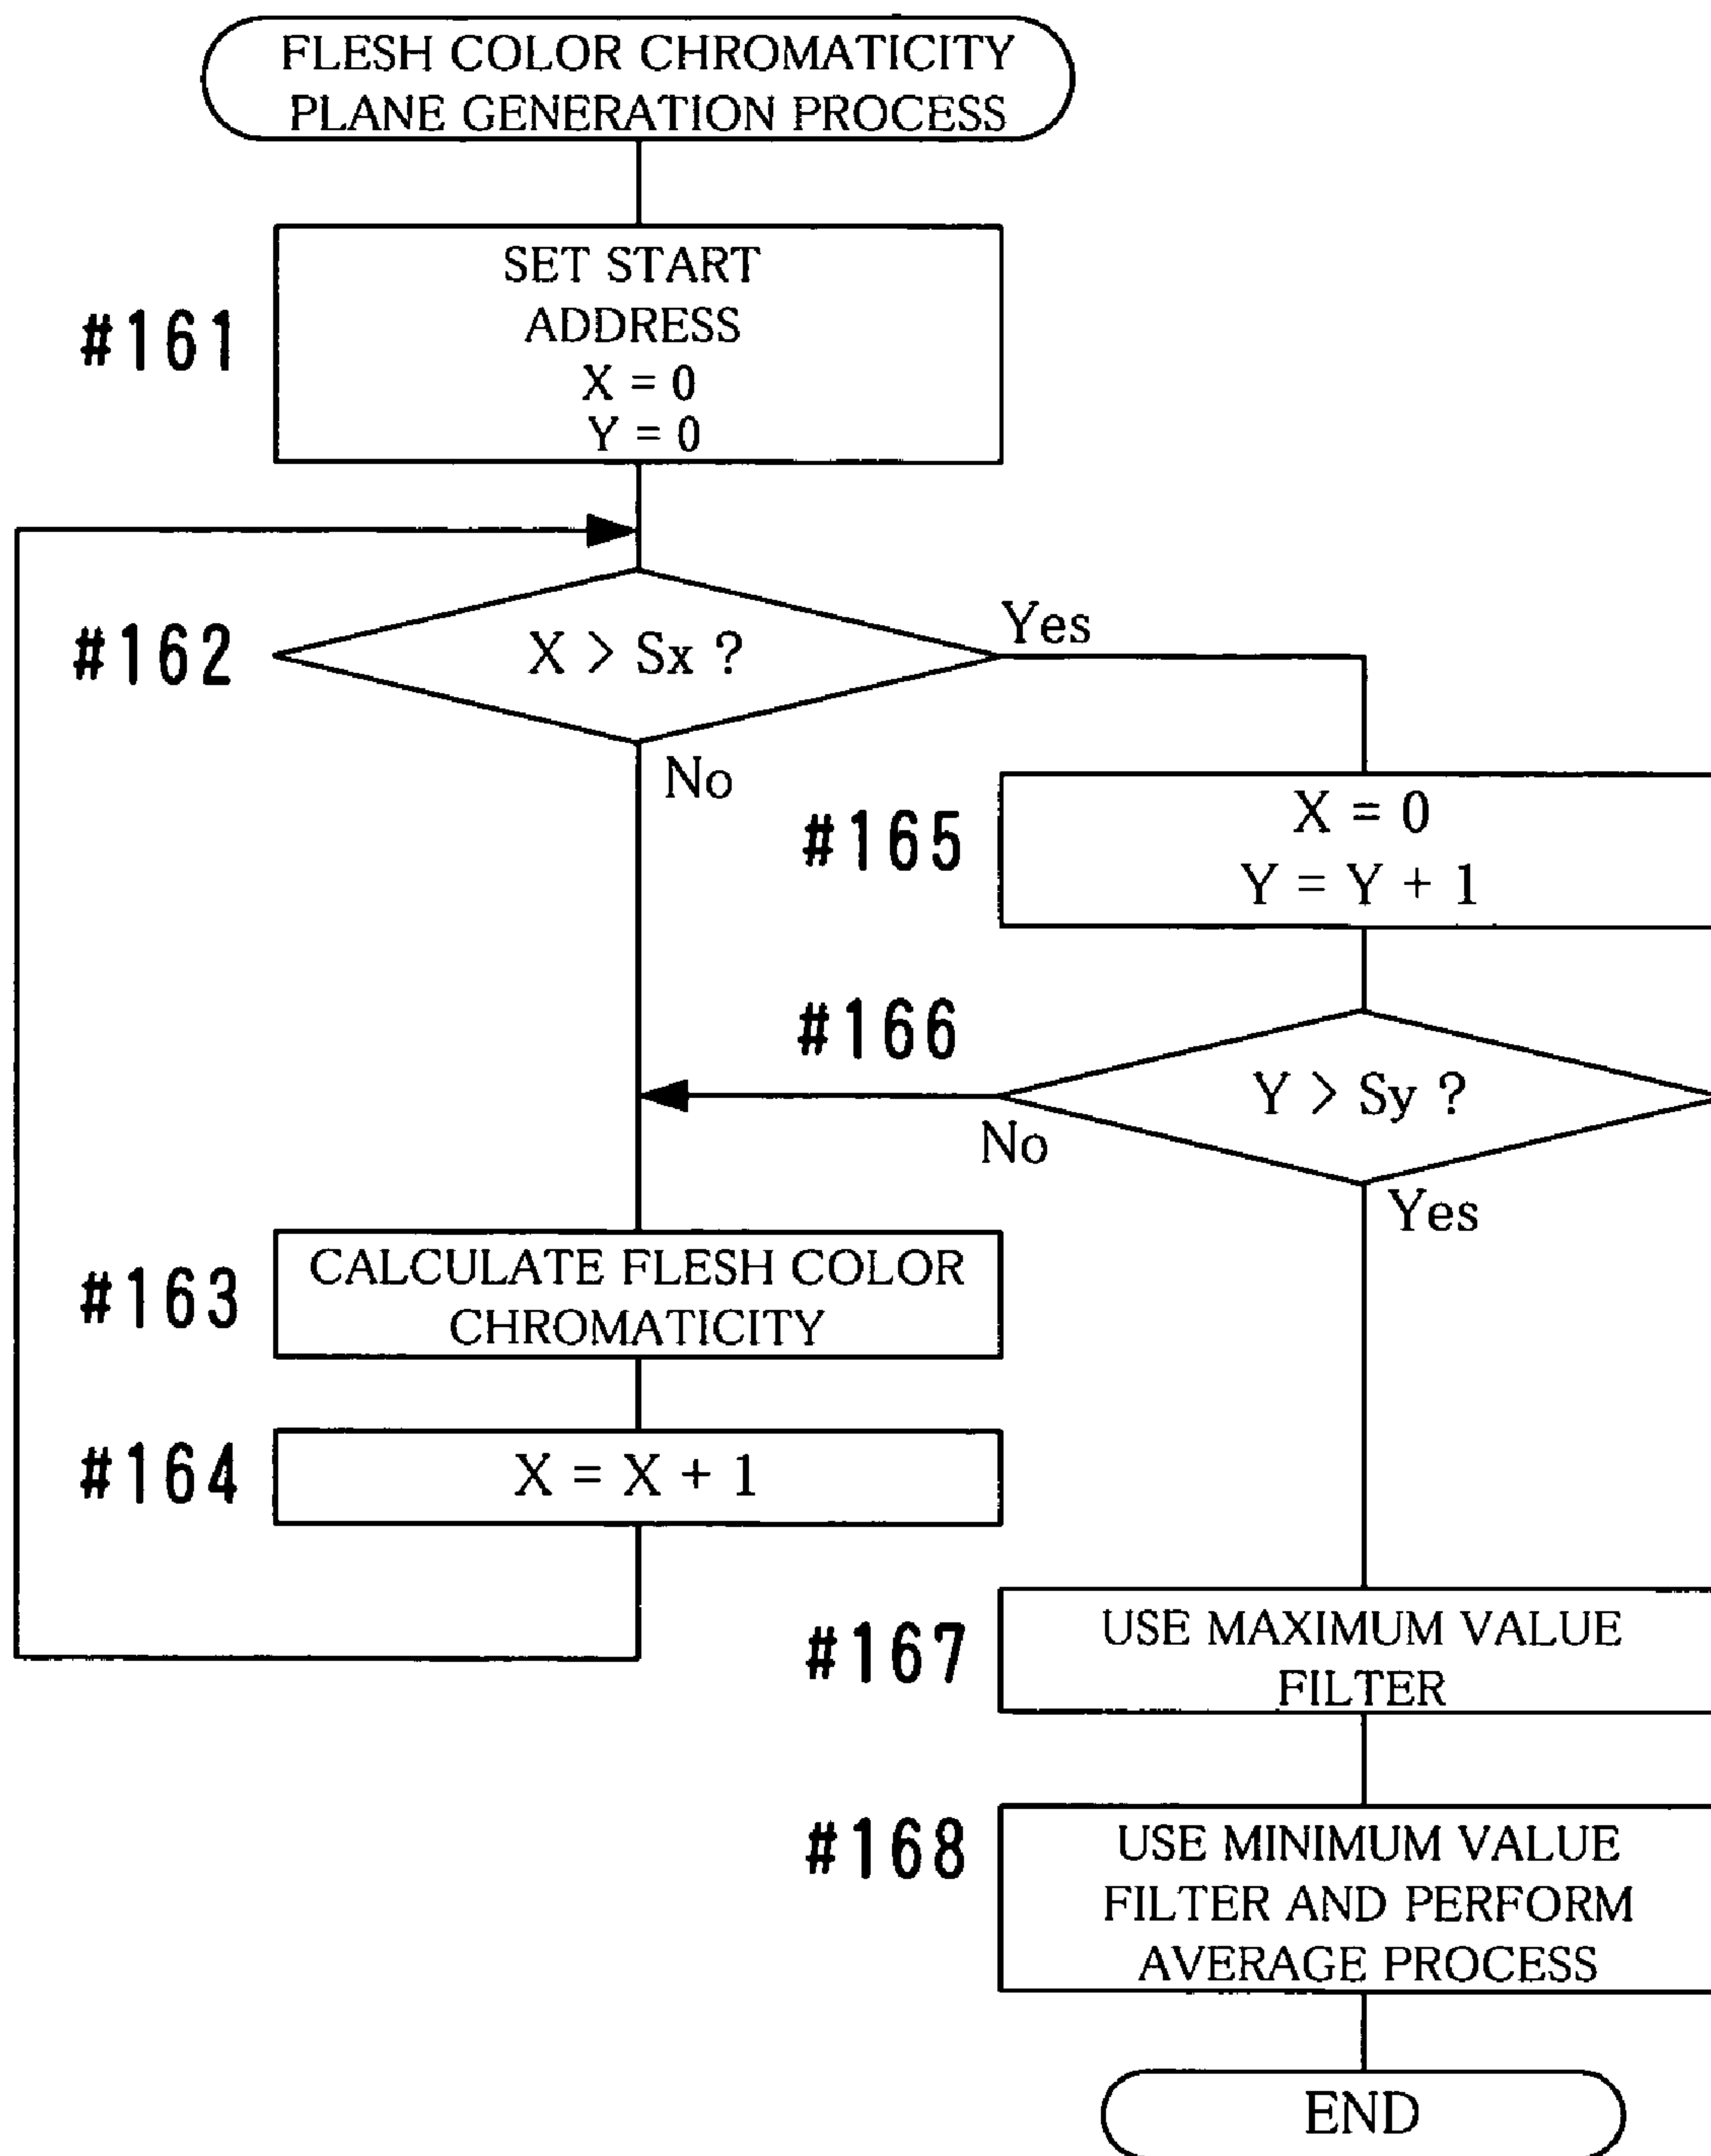 FLESH COLOR CHROMATICITY
PLANE GENERATION PROCESS
#161
SET START
ADDRESS
X = 0
Y = 0
#162
X > Sx ?
Yes
No
#165
X = 0
Y = Y + 1
#166
Y > Sy ?
No
Yes
#163
CALCULATE FLESH COLOR
CHROMATICITY
#164
X = X + 1
#167
USE MAXIMUM VALUE
FILTER
#168
USE MINIMUM VALUE
FILTER AND PERFORM
AVERAGE PROCESS
END